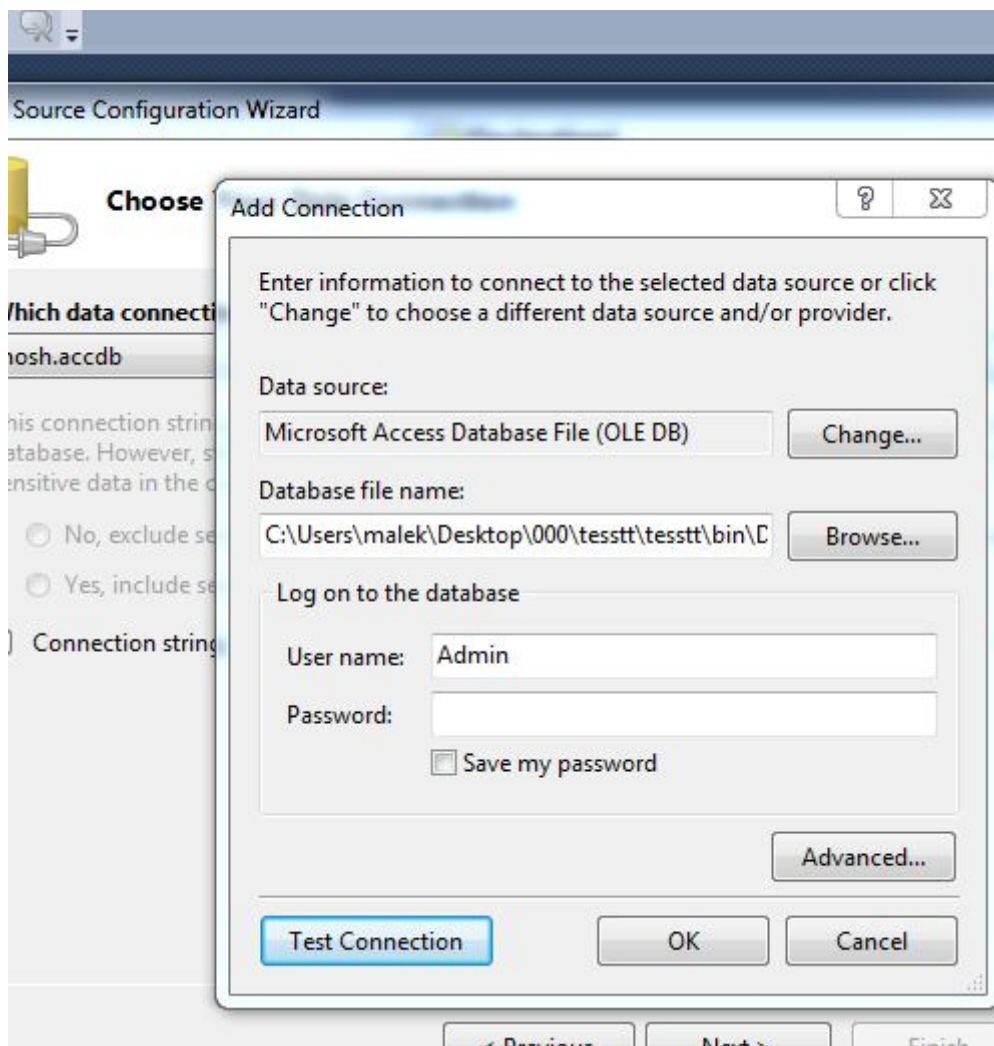 Source Configuration Wizard
Choose
Add Connection
Enter information to connect to the selected data source or click
"Change" to choose a different data source and/or provider.
Which data connecti
nosh.accdb
Data source:
his connection strin
atabase. However, s
ensitive data in the c
Microsoft Access Database File (OLE DB)
Change...
Database file name:
C:\Users\malek\Desktop\000\tesstt\tesstt\bin\D
Browse...
No, exclude se
Yes, include se
Connection string
Log on to the database
User name:
Admin
Password:
Save my password
Advanced...
Test Connection
OK
Cancel
< Previous
Next >
Finish